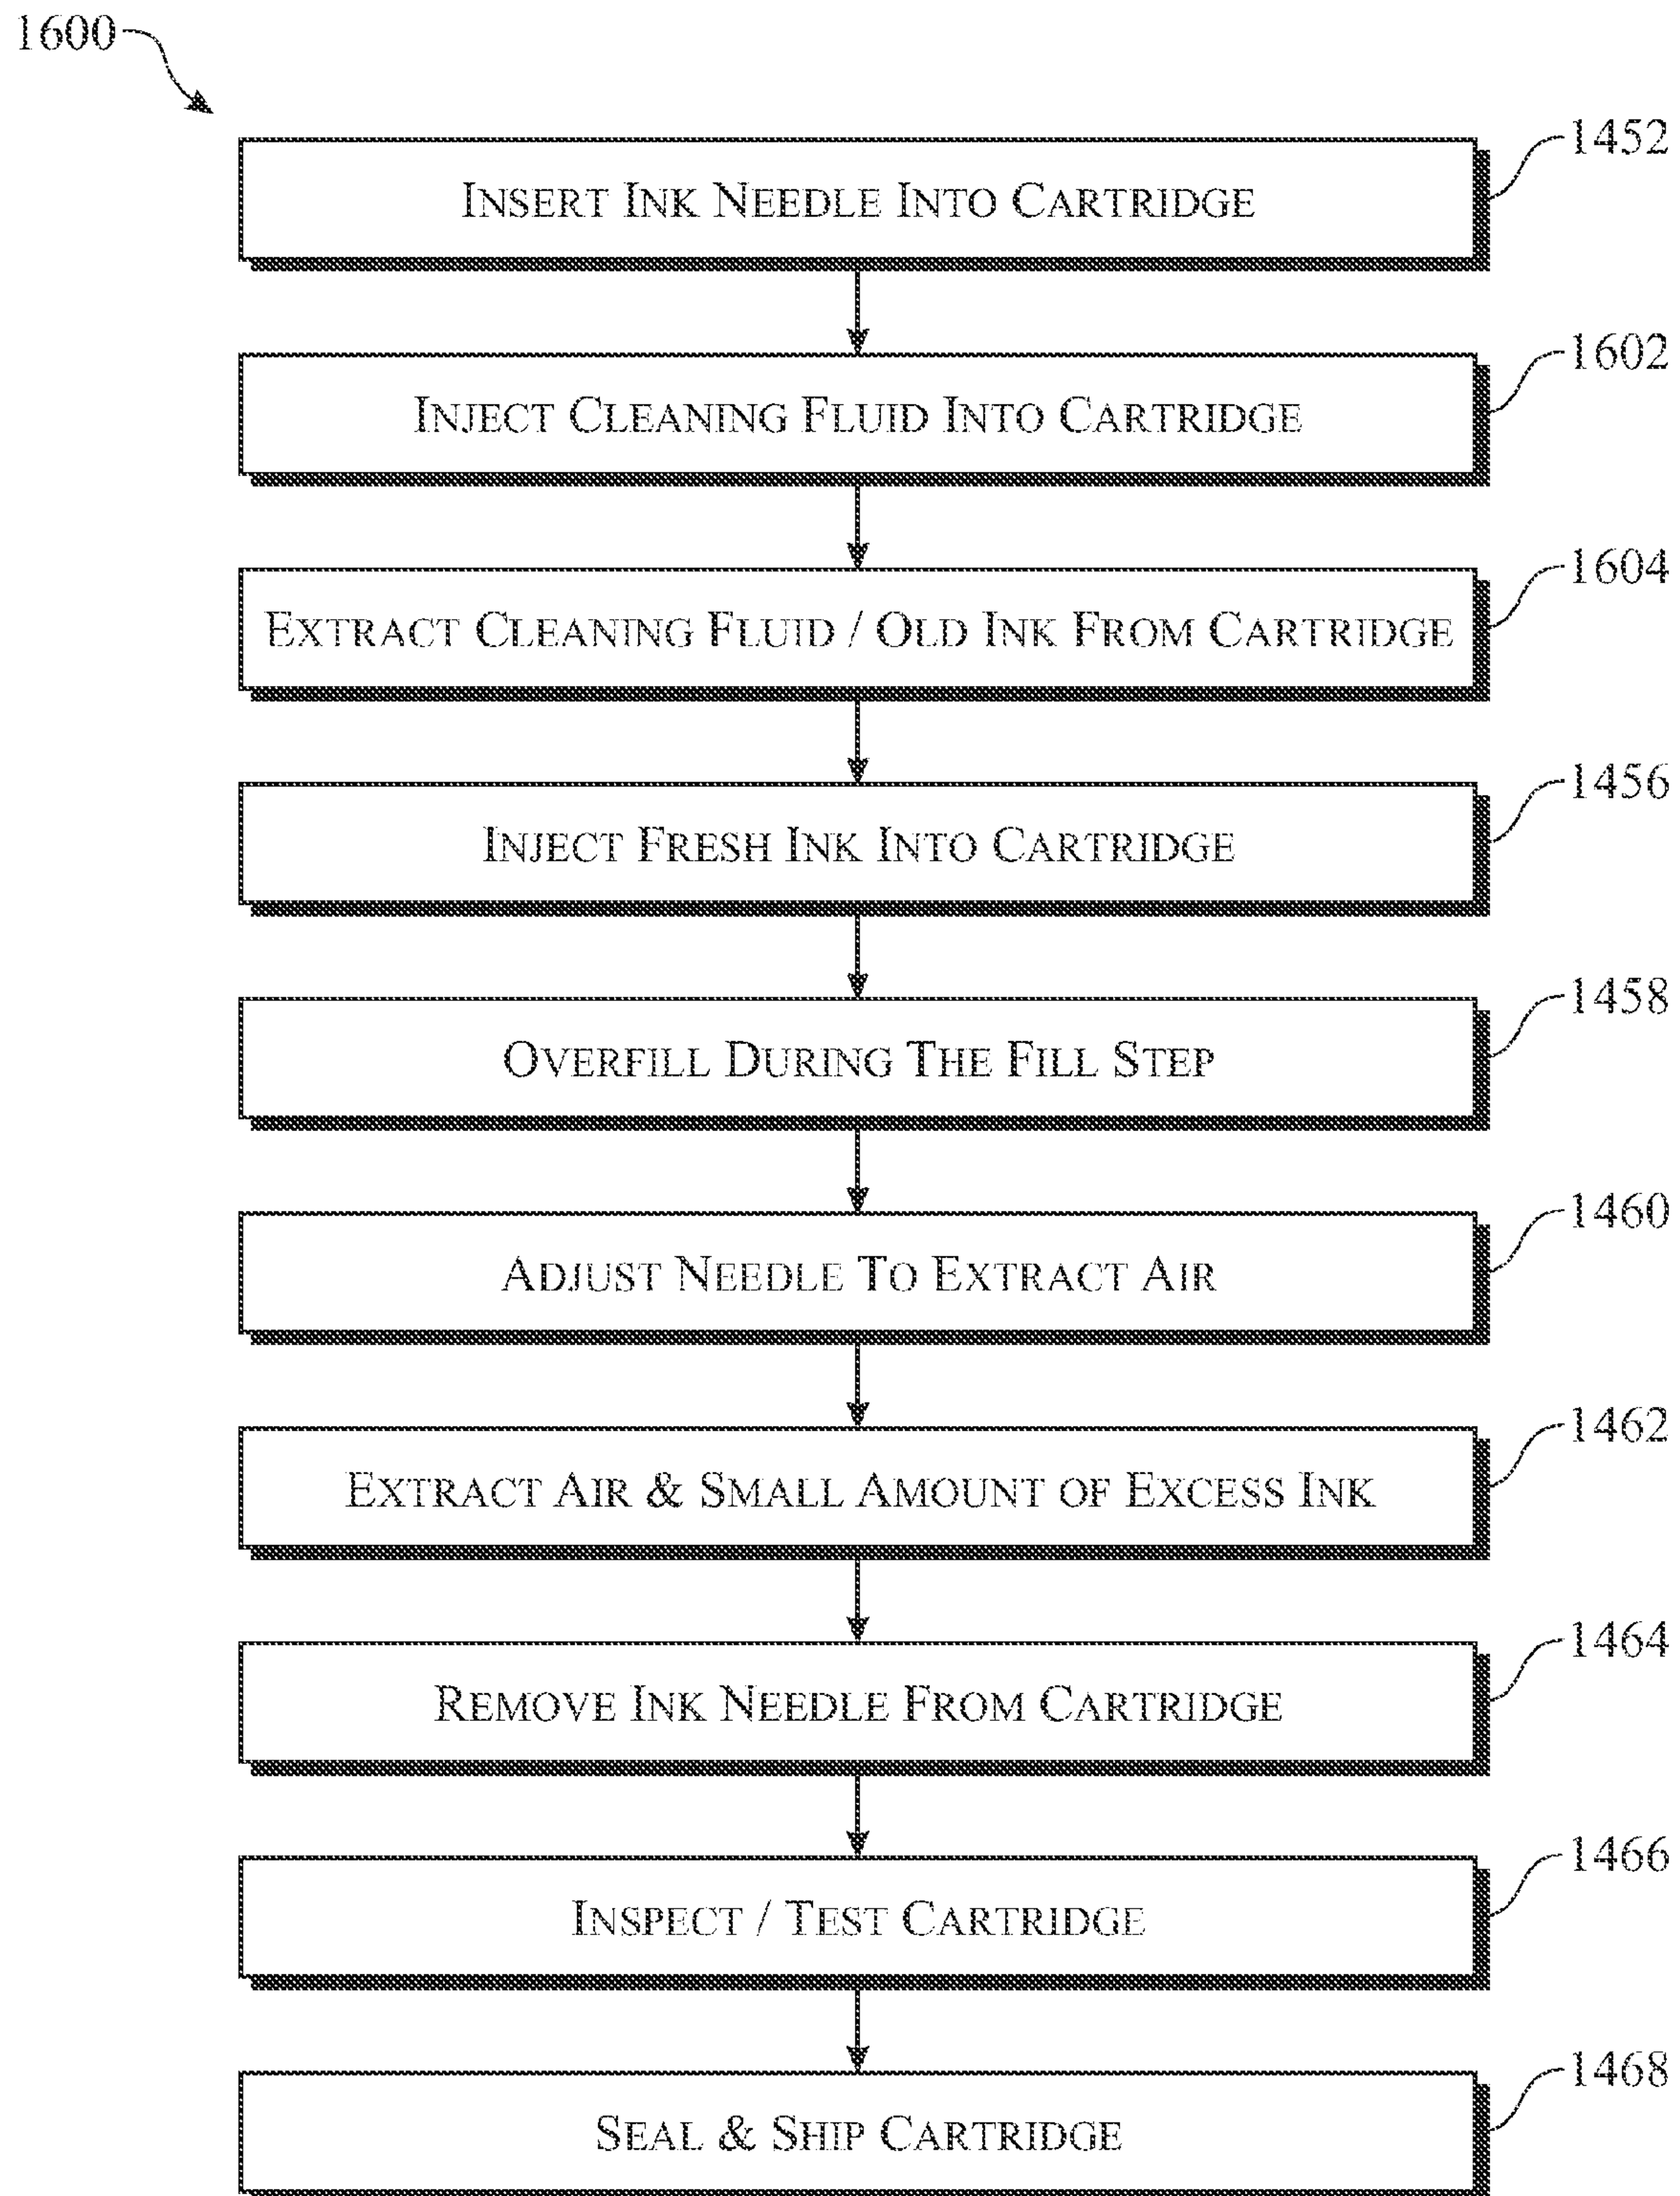 1600
INSERT INK NEEDLE INTO CARTRIDGE
1452
INJECT CLEANING FLUID INTO CARTRIDGE
1602
EXTRACT CLEANING FLUID / OLD INK FROM CARTRIDGE
1604
INJECT FRESH INK INTO CARTRIDGE
1456
OVERFILL DURING THE FILL STEP
1458
ADJUST NEEDLE TO EXTRACT AIR
1460
EXTRACT AIR & SMALL AMOUNT OF EXCESS INK
1462
REMOVE INK NEEDLE FROM CARTRIDGE
1464
INSPECT / TEST CARTRIDGE
1466
SEAL & SHIP CARTRIDGE
1468